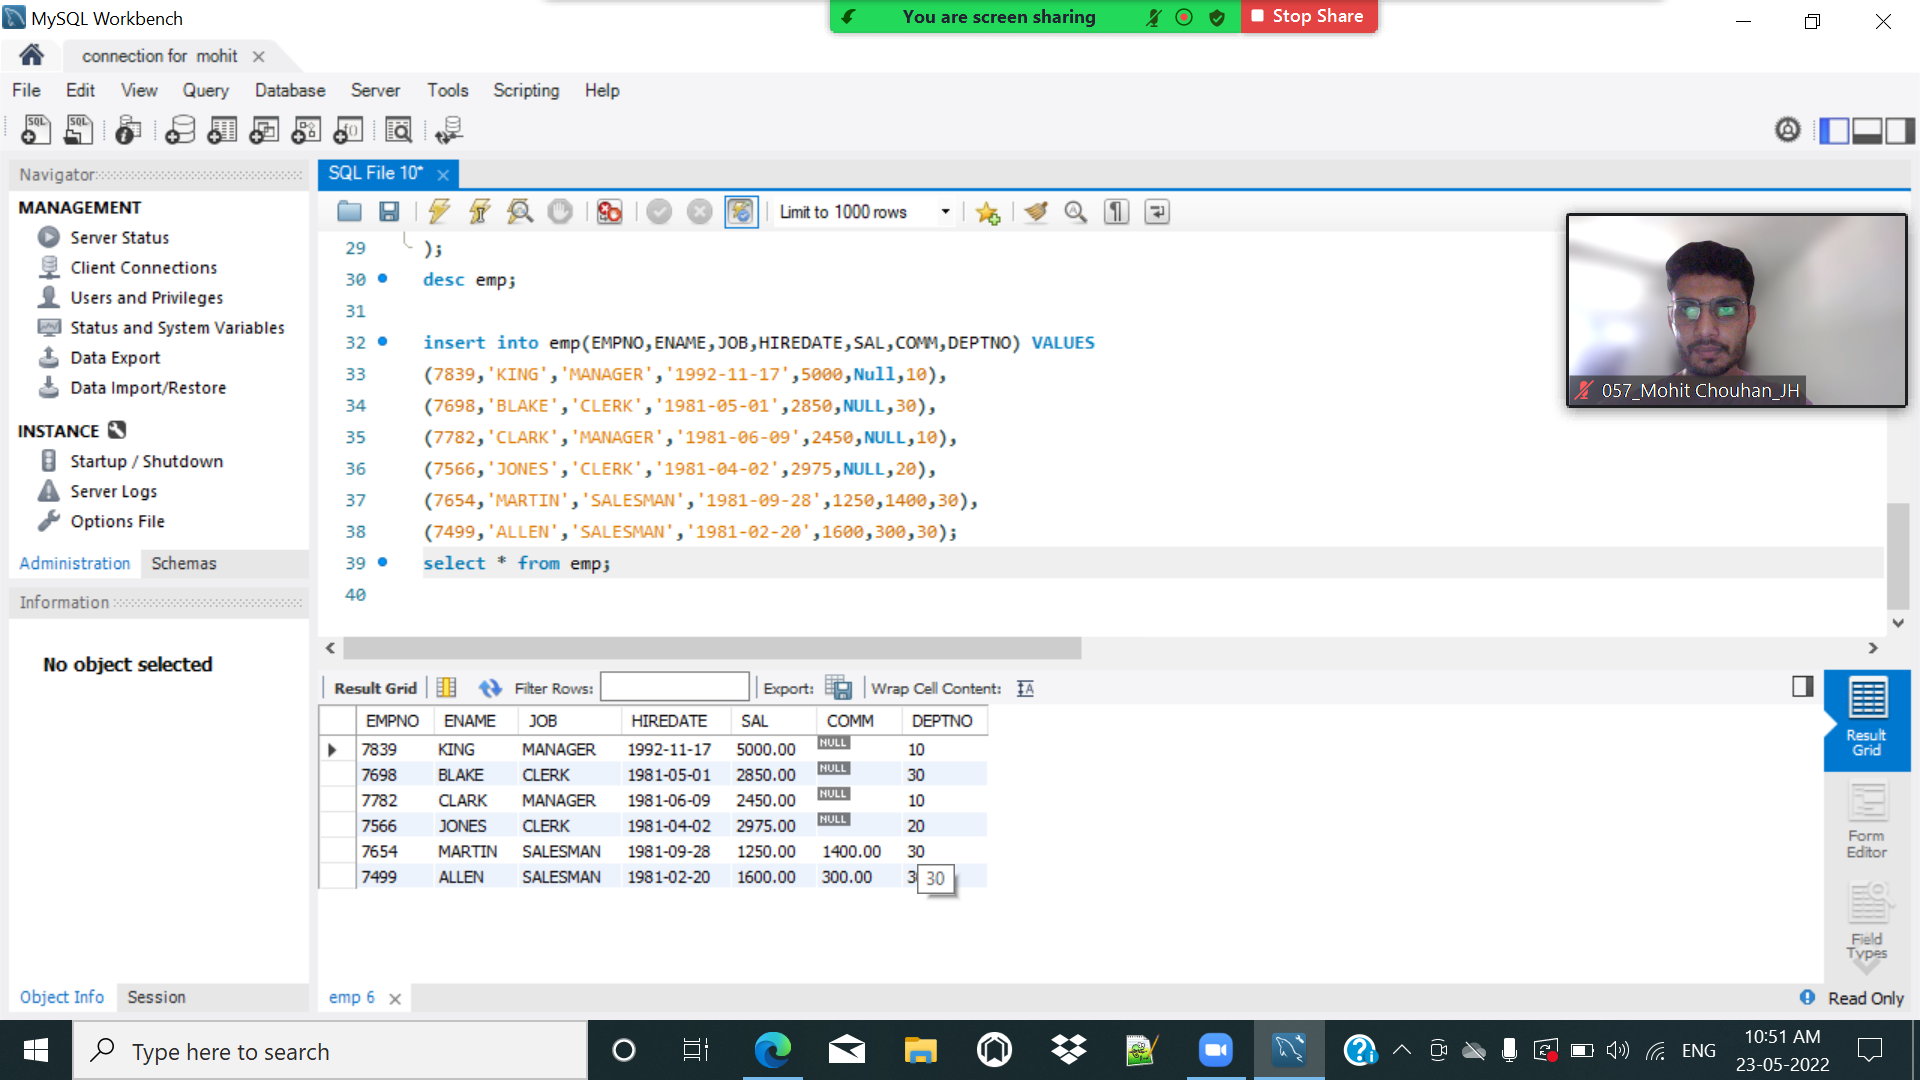 MySQL Workbench
You are screen sharing
Stop Share
connection for mohit
File Edit View Query Database Server Tools Scripting Help
Navigator
MANAGEMENT
Server Status
Client Connections
Users and Privileges
Status and System Variables
Data Export
Data Import/Restore
INSTANCE
Startup / Shutdown
Server Logs
Options File
Administration Schemas
Information
No object selected
Object Info Session
SQL File 10*
Limit to 1000 rows
29 );
30 desc emp;
31
32 insert into emp(EMPNO,ENAME,JOB,HIREDATE,SAL,COMM,DEPTNO) VALUES
33 (7839,'KING','MANAGER','1992-11-17',5000,Null,10),
34 (7698,'BLAKE','CLERK','1981-05-01',2850,NULL,30),
35 (7782,'CLARK','MANAGER','1981-06-09',2450,NULL,10),
36 (7566,'JONES','CLERK','1981-04-02',2975,NULL,20),
37 (7654,'MARTIN','SALESMAN','1981-09-28',1250,1400,30),
38 (7499,'ALLEN','SALESMAN','1981-02-20',1600,300,30);
39 select * from emp;
40
057_Mohit Chouhan_JH
Result Grid Filter Rows: Export: Wrap Cell Content:
EMPNO ENAME JOB HIREDATE SAL COMM DEPTNO
7839 KING MANAGER 1992-11-17 5000.00 NULL 10
7698 BLAKE CLERK 1981-05-01 2850.00 NULL 30
7782 CLARK MANAGER 1981-06-09 2450.00 NULL 10
7566 JONES CLERK 1981-04-02 2975.00 NULL 20
7654 MARTIN SALESMAN 1981-09-28 1250.00 1400.00 30
7499 ALLEN SALESMAN 1981-02-20 1600.00 300.00 3
30
Result
Grid
Form
Editor
Field
Types
emp 6
Read Only
Type here to search
ENG
10:51 AM
23-05-2022